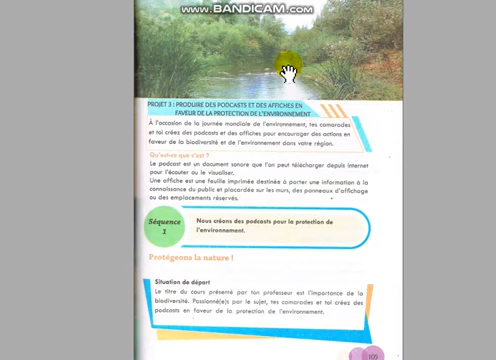 www.BANDICAM.com
PROJET 3 : PRODUIRE DES PODCASTS ET DES AFFICHES EN
FAVEUR DE LA PROTECTION DE L'ENVIRONNEMENT
À l'occasion de la journée mondiale de l'environnement, tes camarades
et toi créez des podcasts et des affiches pour encourager des actions en
faveur de la biodiversité et de l'environnement dans votre région.
Qu'est-ce que c'est ?
Le podcast est un document sonore que l'on peut télécharger depuis internet
pour l'écouter ou le visualiser.
Une affiche est une feuille imprimée destinée à porter une information à la
connaissance du public et placardée sur les murs, des panneaux d'affichage
ou des emplacements réservés.
Séquence
1
Nous créons des podcasts pour la protection de
l'environnement.
Protégeons la nature !
Situation de départ
Le titre du cours présenté par ton professeur est l'importance de la
biodiversité. Passionné(e)s par le sujet, tes camarades et toi créez des
podcasts en faveur de la protection de l'environnement.
105